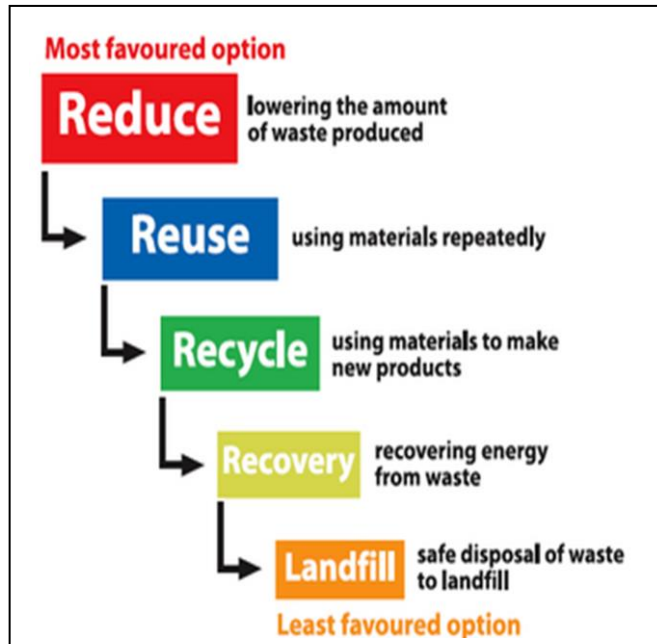 Most favoured option
Reduce
lowering the amount
of waste produced
Reuse
using materials repeatedly
Recycle
using materials to make
new products
Recovery
recovering energy
from waste
Landfill
safe disposal of waste
to landfill
Least favoured option